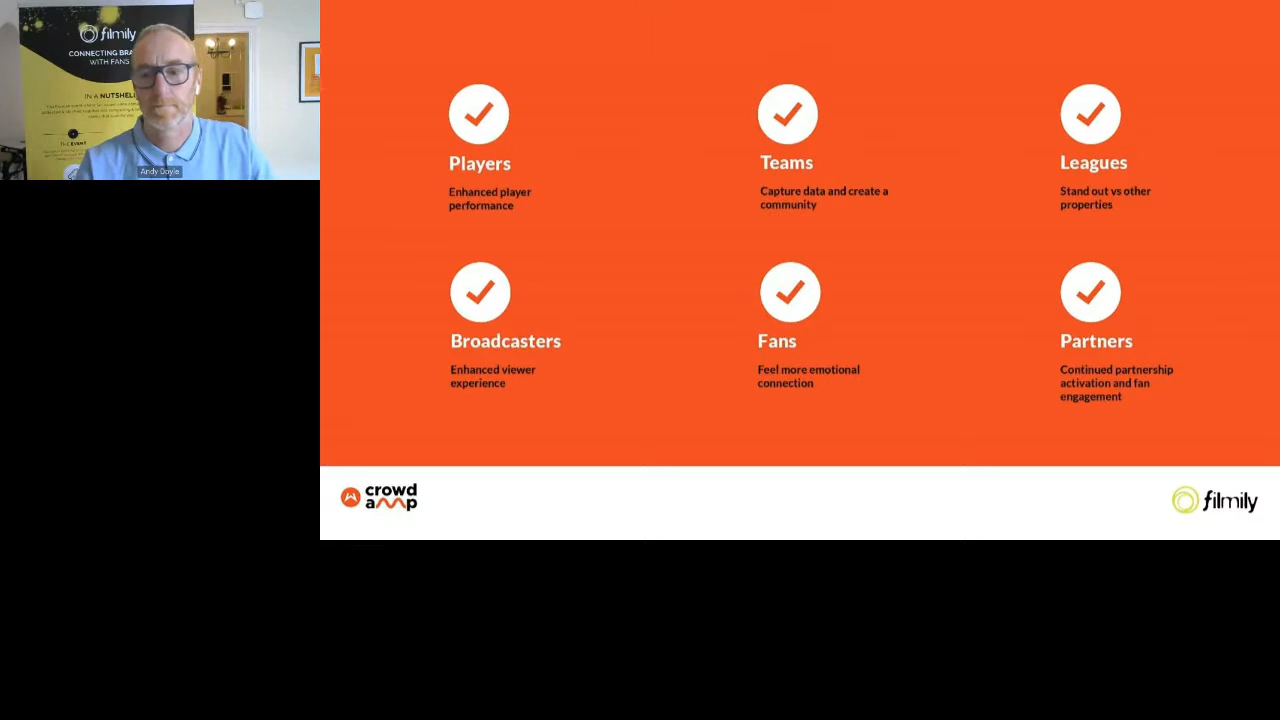 filmily
CONNECTING BRA
WITH FANS
IN A NUTSHELL
THE EVENT
Andy Doyle
Players
Enhanced player
performance
Teams
Capture data and create a
community
Leagues
Stand out vs other
properties
Broadcasters
Enhanced viewer
experience
Fans
Feel more emotional
connection
Partners
Continued partnership
activation and fan
engagement
crowd
amp
filmily